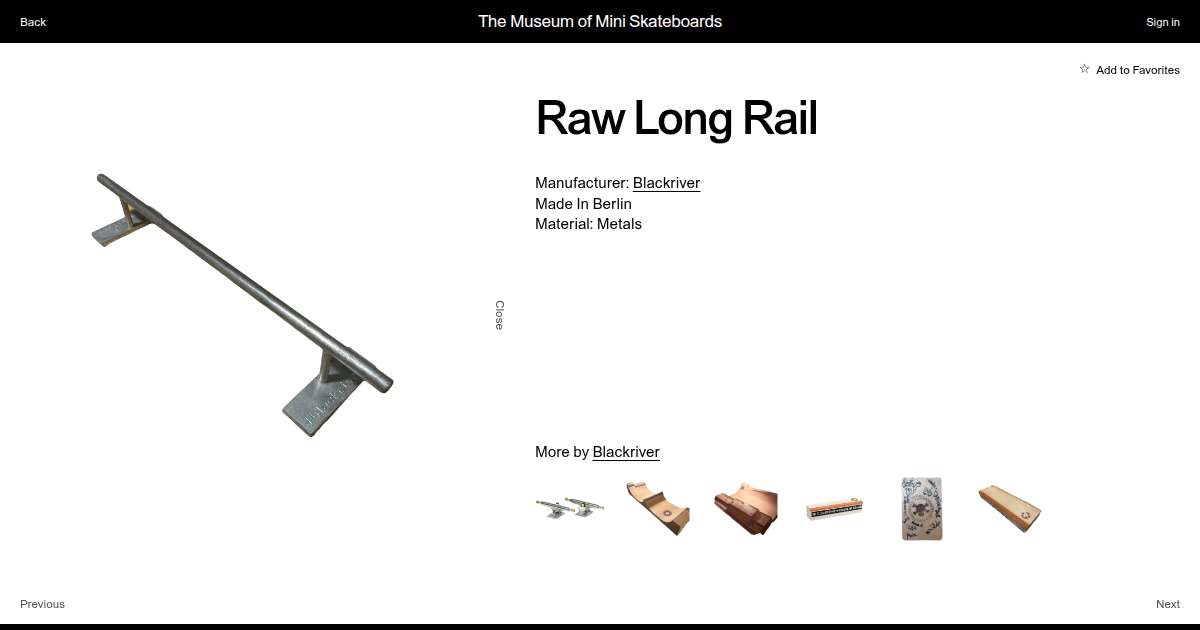 Back
The Museum of Mini Skateboards
Sign in
☆ Add to Favorites
Raw Long Rail
Manufacturer: Blackriver
Made In Berlin
Material: Metals
Close
More by Blackriver
Previous
Next